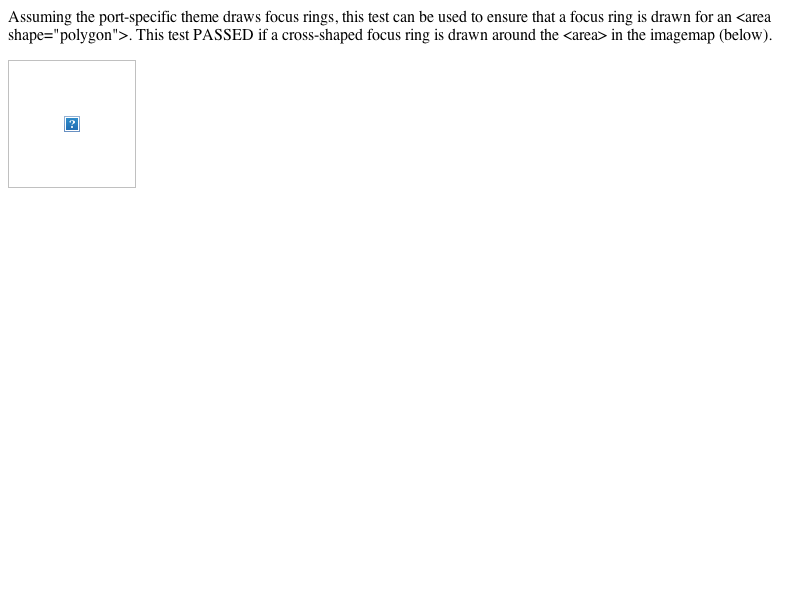 Assuming the port-specific theme draws focus rings, this test can be used to ensure that a focus ring is drawn for an <area
shape="polygon">. This test PASSED if a cross-shaped focus ring is drawn around the <area> in the imagemap (below).
?